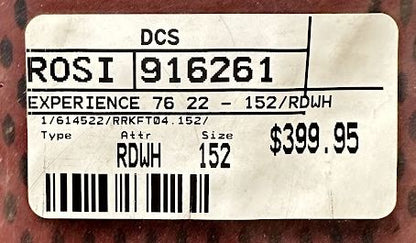 DCS
ROSI 916261
EXPERIENCE 76 22 - 152/RDWH
1/614522/RRKFT04.152/
Type Attr Size
RDWH 152 $399.95